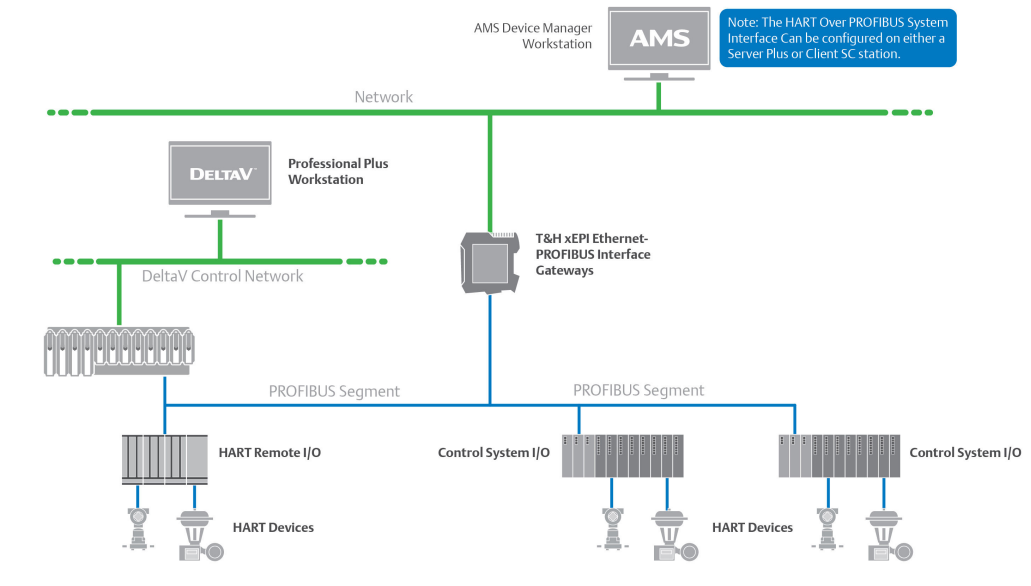 AMS Device Manager
Workstation
AMS
Note: The HART Over PROFIBUS System
Interface Can be configured on either a
Server Plus or Client SC station.
Network
DELTAV™
Professional Plus
Workstation
T&H xEPI Ethernet-
PROFIBUS Interface
Gateways
DeltaV Control Network
PROFIBUS Segment
PROFIBUS Segment
HART Remote I/O
Control System I/O
Control System I/O
HART Devices
HART Devices